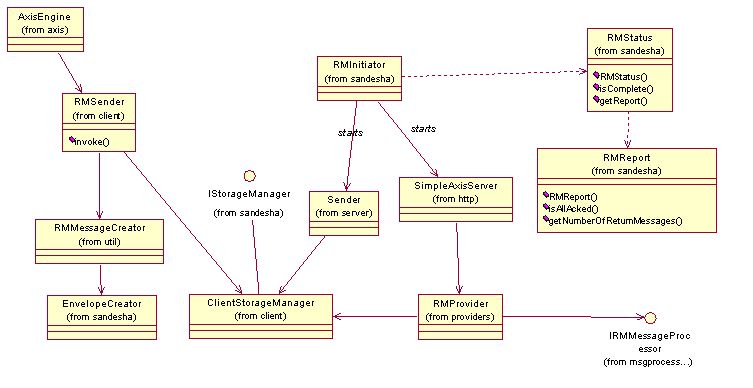 AxisEngine
(from axis)
RMStatus
(from sandesha)
RMStatus()
isComplete()
getReport()
RMInitiator
(from sandesha)
RMSender
(from client)
invoke()
starts
starts
RMReport
(from sandesha)
RMReport()
isAllAcked()
getNumberOfReturnMessages()
IStorageManager
(from sandesha)
Sender
(from server)
SimpleAxisServer
(from http)
RMMessageCreator
(from util)
EnvelopeCreator
(from sandesha)
ClientStorageManager
(from client)
RMProvider
(from providers)
IRMMessageProc
essor
(from msgprocess...)